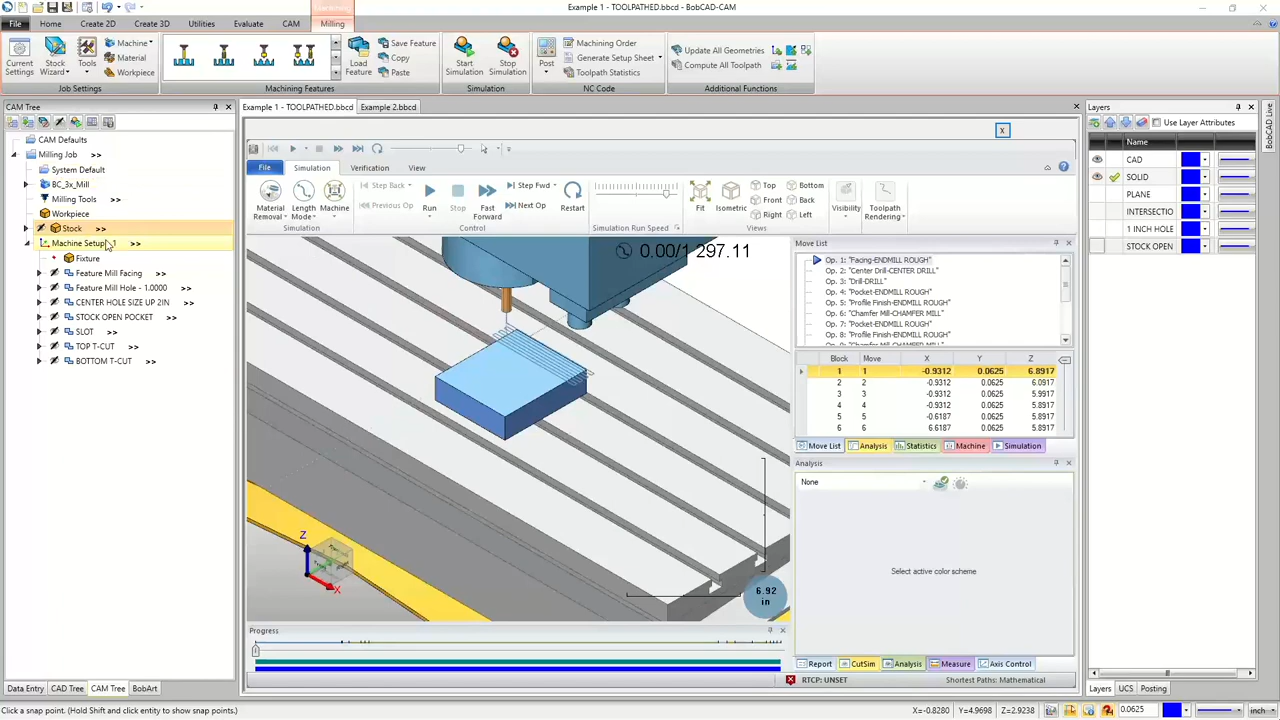 Example 1 - TOOLPATHED.bbcd - BobCAD-CAM
Machining
File Home Create 2D Create 3D Utilities Evaluate CAM Milling
Current Settings
Stock Wizard
Tools
Machine
Material
Workpiece
Load Feature
Save Feature
Copy
Paste
Start Simulation
Stop Simulation
Post
Machining Order
Generate Setup Sheet
Toolpath Statistics
Update All Geometries
Compute All Toolpath
Job Settings Machining Features Simulation NC Code Additional Functions
CAM Tree
CAM Defaults
Milling Job >>
System Default
BC_3x_Mill
Milling Tools >>
Workpiece
Stock >>
Machine Setup - 1 >>
Fixture
Feature Mill Facing >>
Feature Mill Hole - 1.0000 >>
CENTER HOLE SIZE UP 2IN >>
STOCK OPEN POCKET >>
SLOT >>
TOP T-CUT >>
BOTTOM T-CUT >>
Data Entry CAD Tree CAM Tree BobArt
Example 1 - TOOLPATHED.bbcd Example 2.bbcd
x
File Simulation Verification View
Material Removal
Length Mode
Machine
Step Back
Previous Op
Run
Stop
Fast Forward
Step Fwd
Next Op
Restart
Fit
Isometric
Top Bottom
Front Back
Right Left
Visibility
Toolpath Rendering
Simulation Control Simulation Run Speed
0.00/1 297.11
Z
X
6.92
in
Move List
Op. 1: "Facing-ENDMILL ROUGH"
Op. 2: "Center Drill-CENTER DRILL"
Op. 3: "Drill-DRILL"
Op. 4: "Pocket-ENDMILL ROUGH"
Op. 5: "Profile Finish-ENDMILL ROUGH"
Op. 6: "Chamfer Mill-CHAMFER MILL"
Op. 7: "Pocket-ENDMILL ROUGH"
Op. 8: "Profile Finish-ENDMILL ROUGH"
Op. 9: "Chamfer Mill-CHAMFER MILL"
Block Move X Y Z
1 1 -0.9312 0.0625 6.8917
2 2 -0.9312 0.0625 6.0917
3 3 -0.9312 0.0625 5.9917
4 4 -0.9312 0.0625 5.8917
5 5 -0.6187 0.0625 5.8917
6 6 6.6187 0.0625 5.8917
Move List Analysis Statistics Machine Simulation
Analysis
None
Select active color scheme
Report CutSim Analysis Measure Axis Control
Progress
RTCP: UNSET Shortest Paths: Mathematical
Layers
Use Layer Attributes
Name
CAD
SOLID
PLANE
INTERSECTIO
1 INCH HOLE
STOCK OPEN
Layers UCS Posting
BobCAD Live
Click a snap point. (Hold Shift and click entity to show snap points.)
X=-0.8280 Y=4.9698 Z=2.9238 0.0625 inch